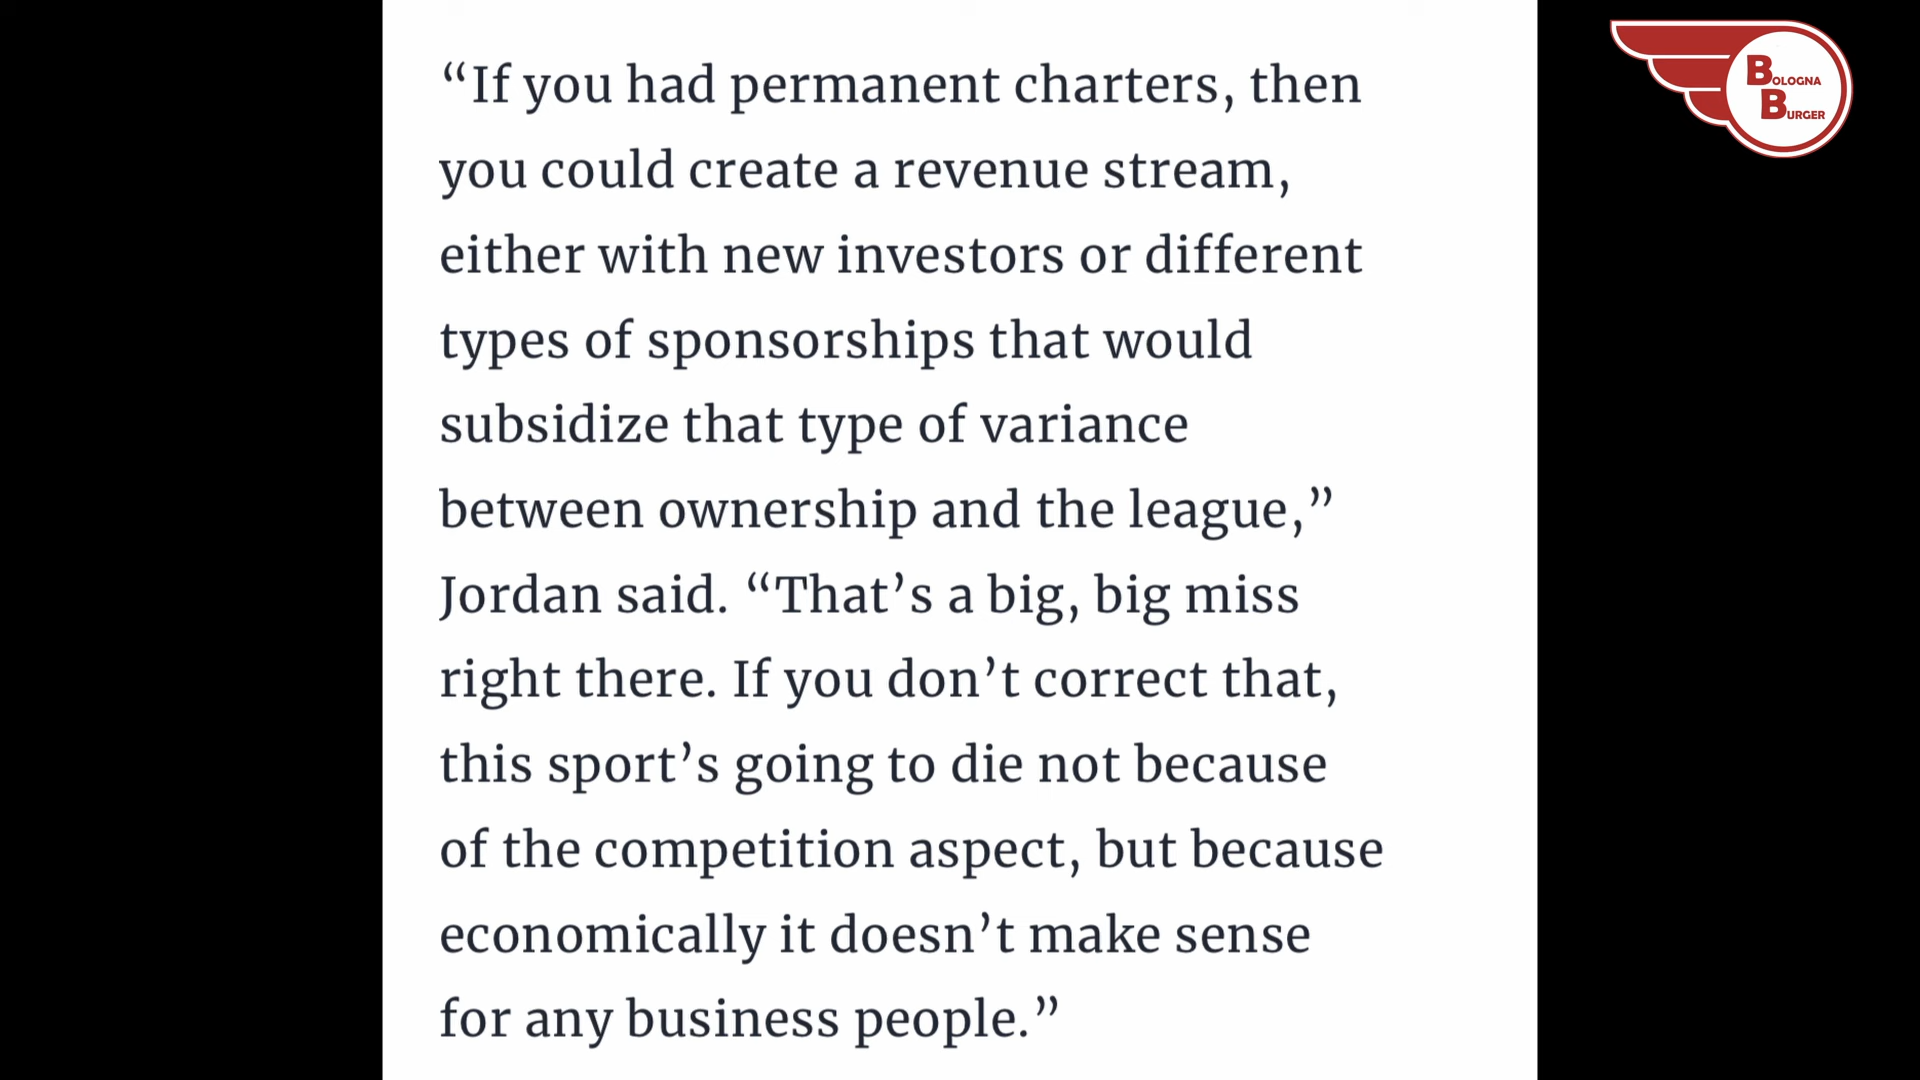 “If you had permanent charters, then
you could create a revenue stream,
either with new investors or different
types of sponsorships that would
subsidize that type of variance
between ownership and the league,”
Jordan said. “That’s a big, big miss
right there. If you don’t correct that,
this sport’s going to die not because
of the competition aspect, but because
economically it doesn’t make sense
for any business people.”
BOLOGNA
BURGER